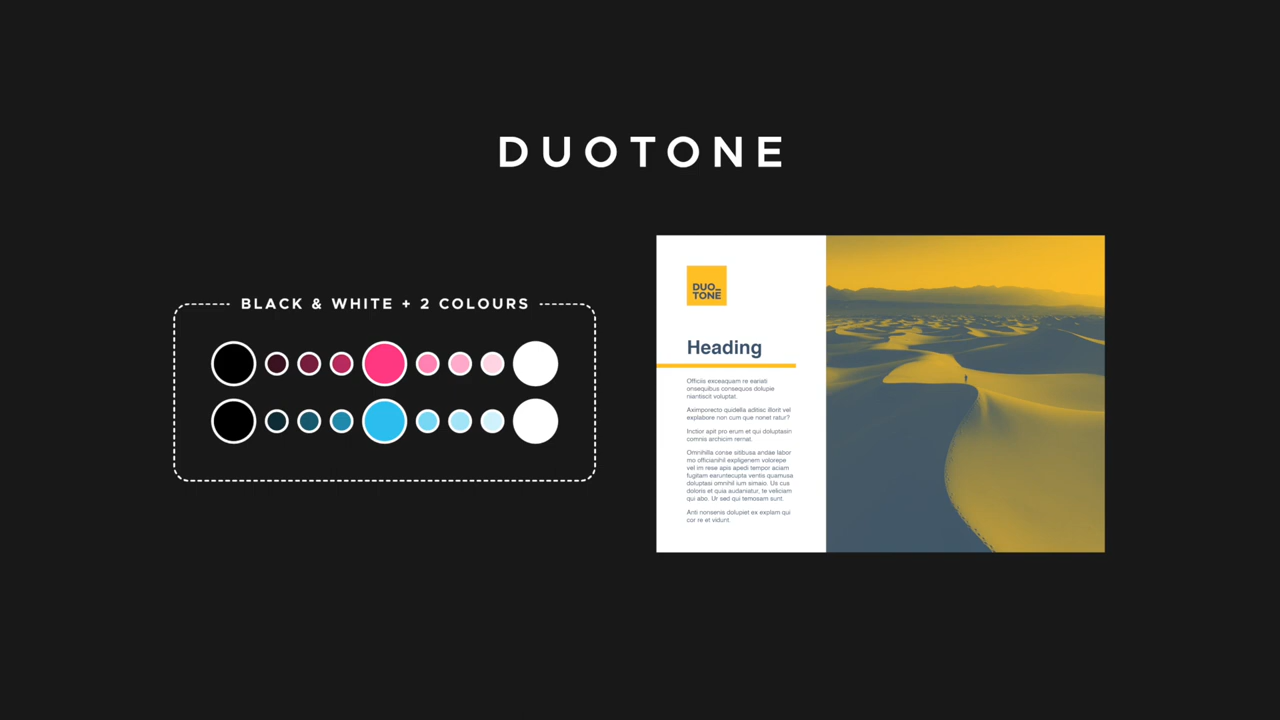 DUOTONE
BLACK & WHITE + 2 COLOURS
DUO_
TONE
Heading
Officiis exceaquam re eariati
onsequibus consequos dolupie
niantiscit voluptat.
Aximporecto quidella aditisc illorit vel
explabore non cum que nonet ratur?
Inctior apit pro erum et qui doluptasin
comnis archicim rernat.
Omnihilla conse sitibusa andae labor
mo officianihil expligenem volorepe
vel im rese apis apedi tempor aciam
fugitam earuntecupta ventis quamusa
doluptasi omnihil ium simaio. Us cus
doloris et quia audaniatur, te veliciam
qui abo. Ur sed qui temosam sunt.
Anti nonsenis dolupiet ex explam qui
cor re et vidunt.